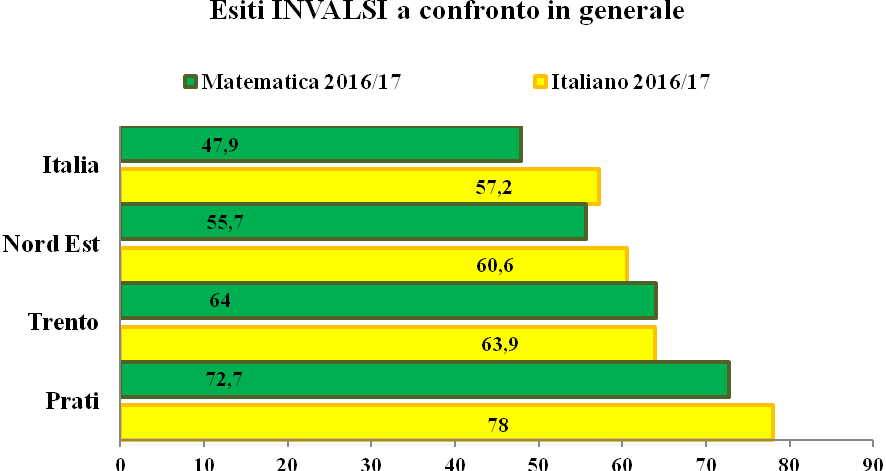 Esiti INVALSI a confronto in generale
Matematica 2016/17 Italiano 2016/17
Italia
47,9
57,2
Nord Est
55,7
60,6
Trento
64
63,9
Prati
72,7
78
0 10 20 30 40 50 60 70 80 90